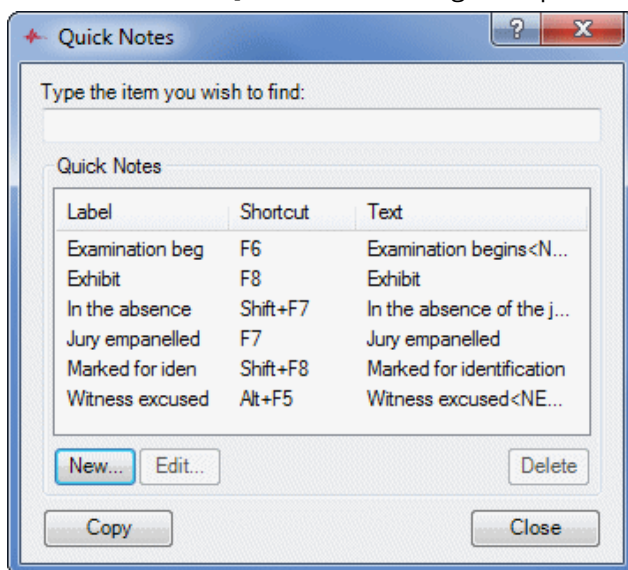 Quick Notes
Type the item you wish to find:
Quick Notes
Label Shortcut Text
Examination beg F6 Examination begins<N...
Exhibit F8 Exhibit
In the absence Shift+F7 In the absence of the j...
Jury empanelled F7 Jury empanelled
Marked for iden Shift+F8 Marked for identification
Witness excused Alt+F5 Witness excused<NE...
New... Edit... Delete
Copy Close